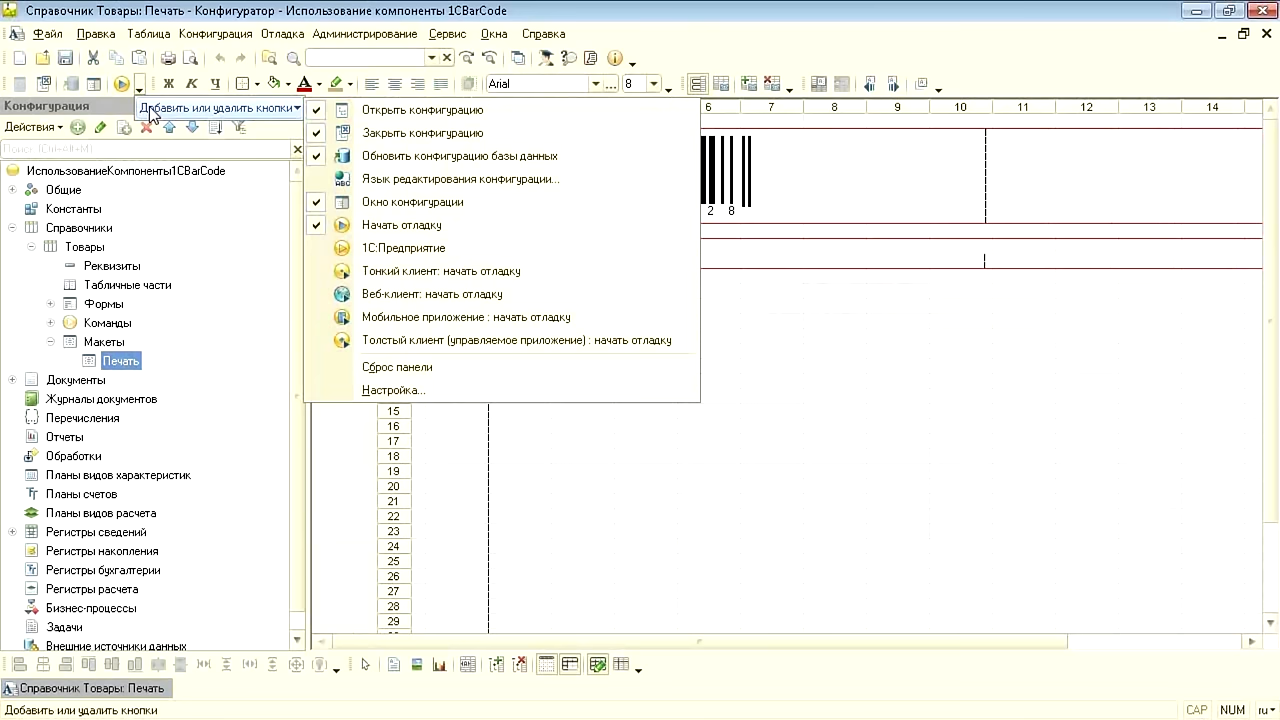 Справочник Товары: Печать - Конфигуратор - Использование компоненты 1CBarCode
Файл Правка Таблица Конфигурация Отладка Администрирование Сервис Окна Справка
Ж К Ч А Arial 8
Конфигурация
Добавить или удалить кнопки
6 7 8 9 10 11 12 13 14
Действия
Поиск (Ctrl+Alt+M)
ИспользованиеКомпоненты1CBarCode
Общие
Константы
Справочники
Товары
Реквизиты
Табличные части
Формы
Команды
Макеты
Печать
Документы
Журналы документов
Перечисления
Отчеты
Обработки
Планы видов характеристик
Планы счетов
Планы видов расчета
Регистры сведений
Регистры накопления
Регистры бухгалтерии
Регистры расчета
Бизнес-процессы
Задачи
Внешние источники данных
Открыть конфигурацию
Закрыть конфигурацию
Обновить конфигурацию базы данных
Язык редактирования конфигурации...
Окно конфигурации
Начать отладку
1С:Предприятие
Тонкий клиент: начать отладку
Веб-клиент: начать отладку
Мобильное приложение : начать отладку
Толстый клиент (управляемое приложение) : начать отладку
Сброс панели
Настройка...
2 8
15
16
17
18
19
20
21
22
23
24
25
26
27
28
29
Справочник Товары: Печать
Добавить или удалить кнопки
CAP NUM ru